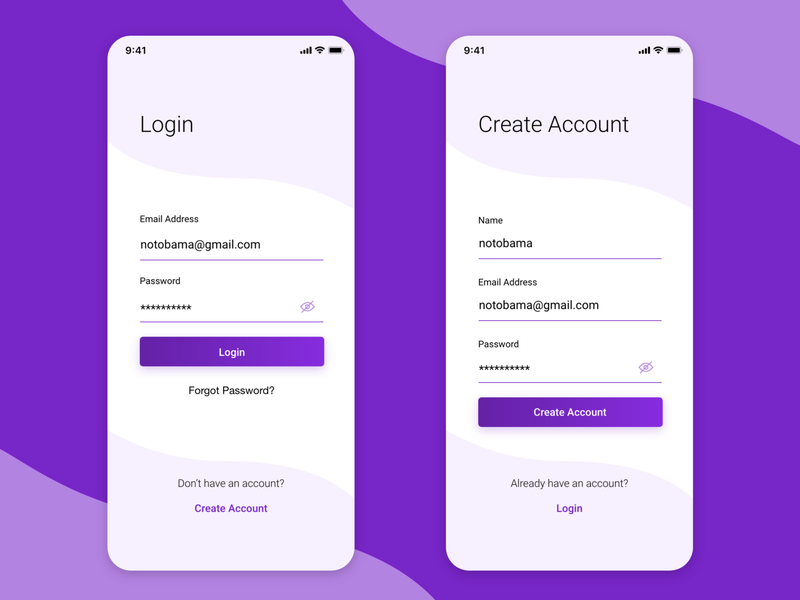 9:41
Login
Email Address
notobama@gmail.com
Password
**********
Login
Forgot Password?
Don't have an account?
Create Account
9:41
Create Account
Name
notobama
Email Address
notobama@gmail.com
Password
**********
Create Account
Already have an account?
Login